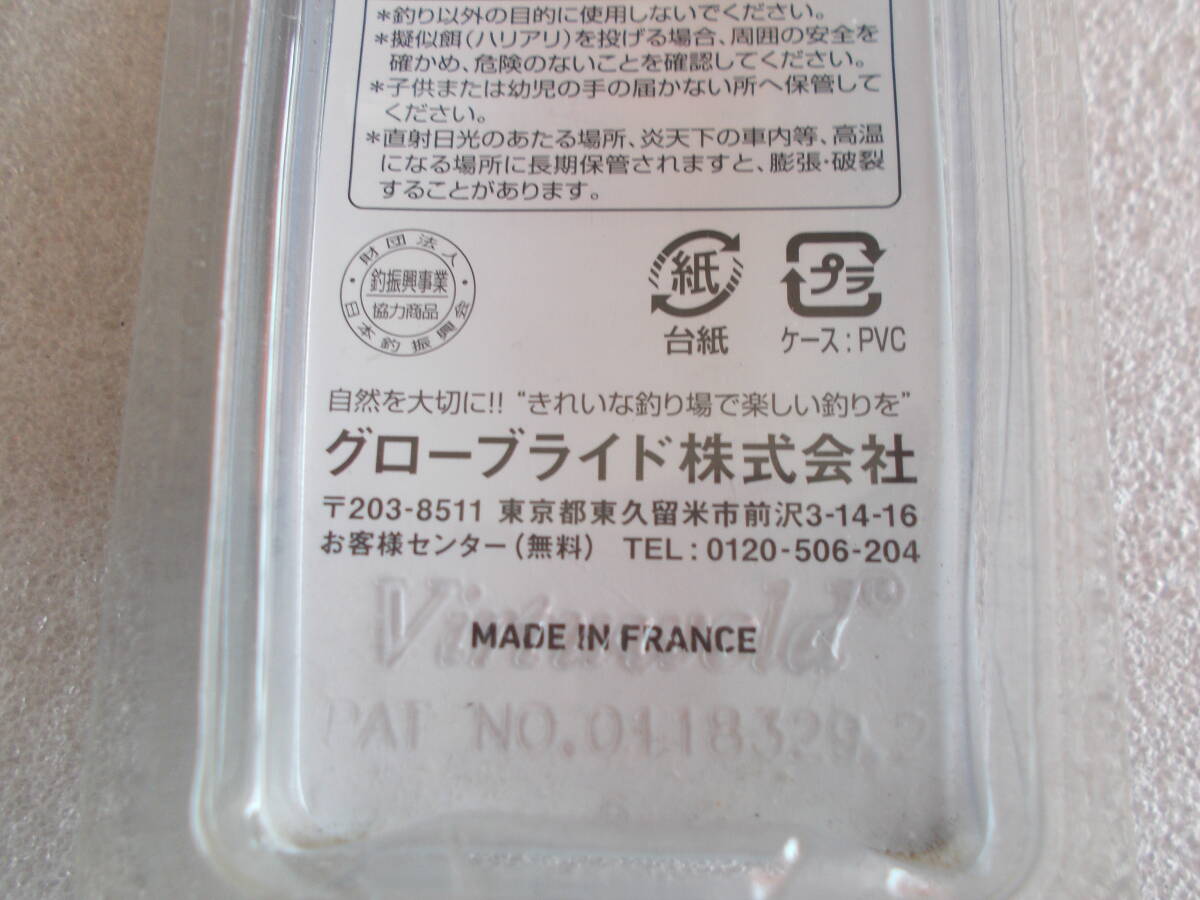 *釣り以外の目的に使用しないでください。
*擬似餌(ハリアリ)を投げる場合、周囲の安全を
確かめ、危険のないことを確認してください。
*子供または幼児の手の届かない所へ保管して
ください。
*直射日光のあたる場所、炎天下の車内等、高温
になる場所に長期保管されますと、膨張・破裂
することがあります。
・財団法人・
釣振興事業
協力商品
日本釣振興会
紙
台紙
プラ
ケース:PVC
自然を大切に!! "きれいな釣り場で楽しい釣りを"
グローブライド株式会社
〒203-8511 東京都東久留米市前沢3-14-16
お客様センター(無料) TEL:0120-506-204
MADE IN FRANCE
PAT NO.0418329.2